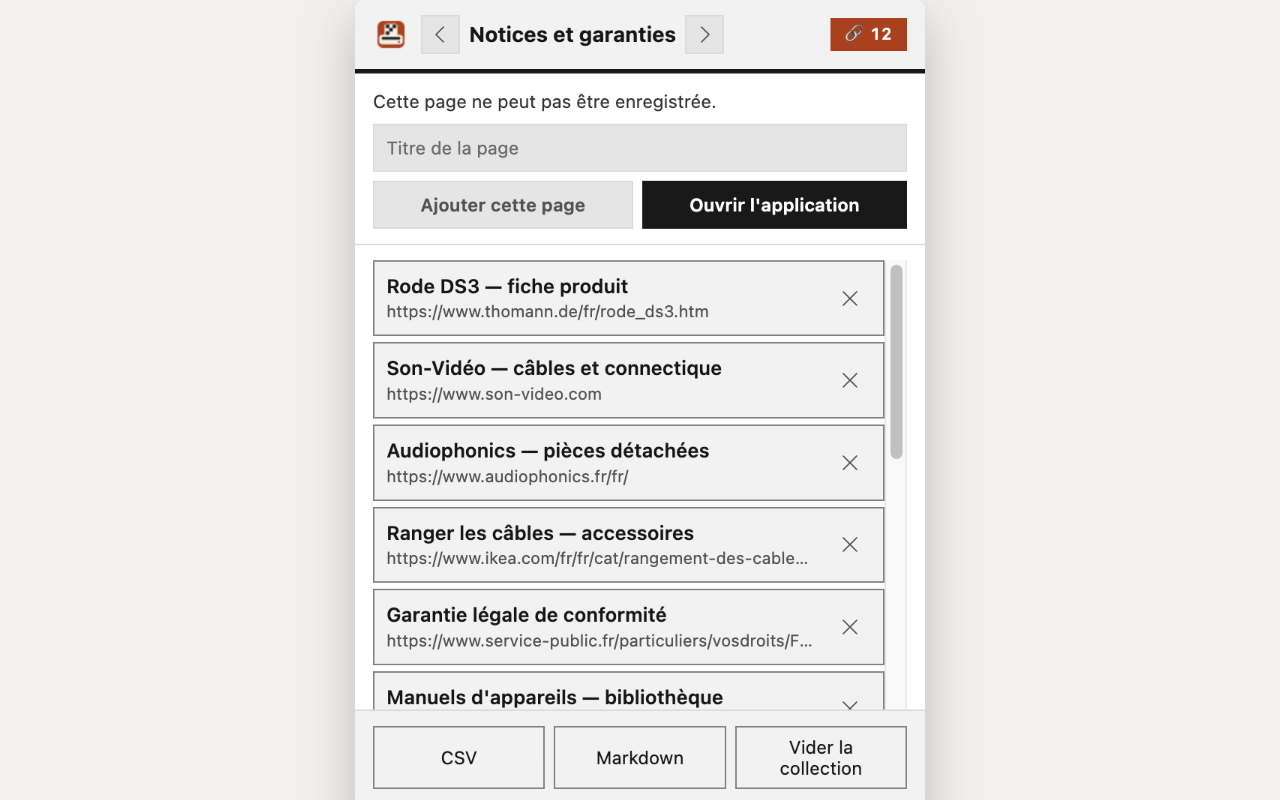 Notices et garanties
🔗 12
Cette page ne peut pas être enregistrée.
Titre de la page
Ajouter cette page
Ouvrir l'application
Rode DS3 — fiche produit
https://www.thomann.de/fr/rode_ds3.htm
Son-Vidéo — câbles et connectique
https://www.son-video.com
Audiophonics — pièces détachées
https://www.audiophonics.fr/fr/
Ranger les câbles — accessoires
https://www.ikea.com/fr/fr/cat/rangement-des-cable...
Garantie légale de conformité
https://www.service-public.fr/particuliers/vosdroits/F...
Manuels d'appareils — bibliothèque
CSV
Markdown
Vider la
collection